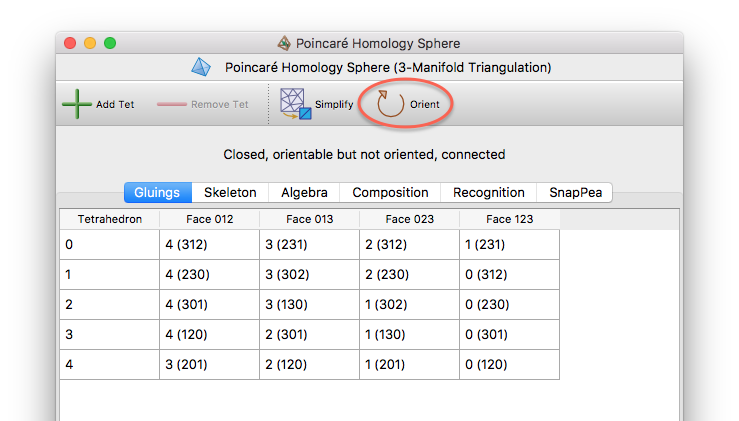 Poincaré Homology Sphere
Poincaré Homology Sphere (3-Manifold Triangulation)
Add Tet Remove Tet Simplify Orient
Closed, orientable but not oriented, connected
Gluings Skeleton Algebra Composition Recognition SnapPea
Tetrahedron Face 012 Face 013 Face 023 Face 123
0 4 (312) 3 (231) 2 (312) 1 (231)
1 4 (230) 3 (302) 2 (230) 0 (312)
2 4 (301) 3 (130) 1 (302) 0 (230)
3 4 (120) 2 (301) 1 (130) 0 (301)
4 3 (201) 2 (120) 1 (201) 0 (120)